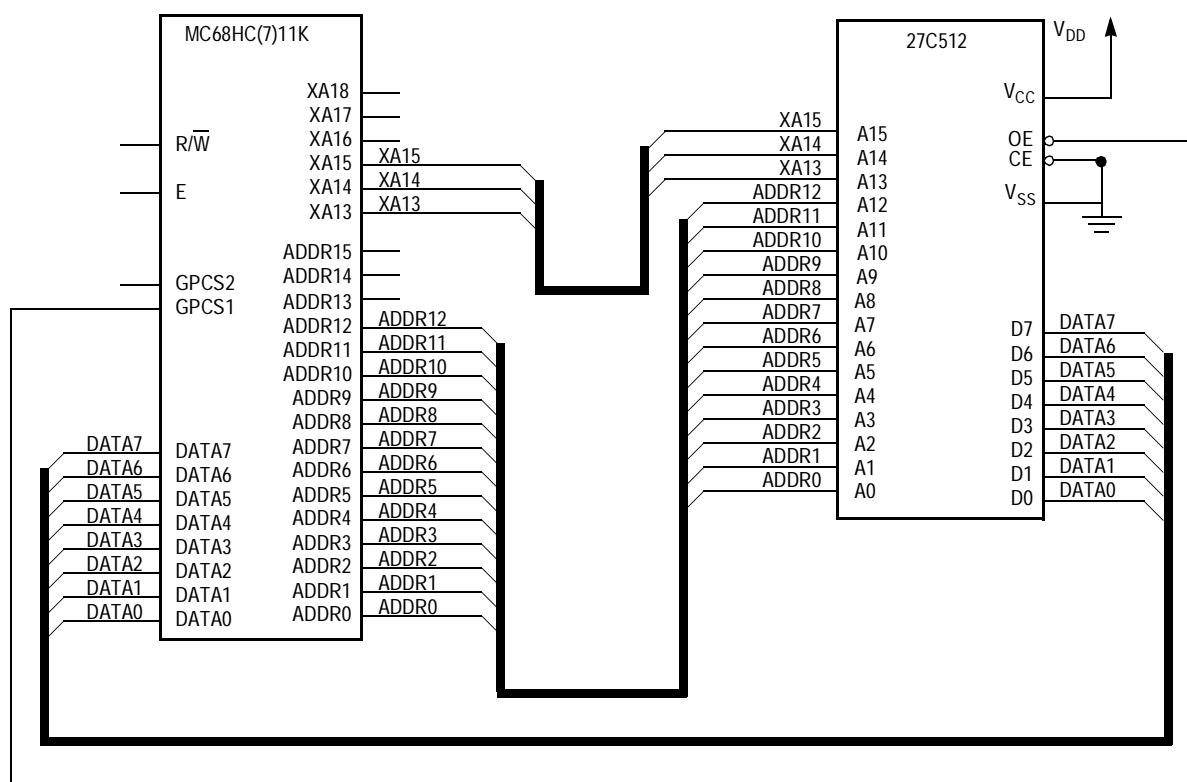 MC68HC(7)11K
XA18
XA17
XA16
XA15
XA14
XA13
R/W̅
E
GPCS2
GPCS1
ADDR15
ADDR14
ADDR13
ADDR12
ADDR11
ADDR10
ADDR9
ADDR8
ADDR7
ADDR6
ADDR5
ADDR4
ADDR3
ADDR2
ADDR1
ADDR0
DATA7
DATA6
DATA5
DATA4
DATA3
DATA2
DATA1
DATA0
DATA7
DATA6
DATA5
DATA4
DATA3
DATA2
DATA1
DATA0
XA15
XA14
XA13
ADDR12
ADDR11
ADDR10
ADDR9
ADDR8
ADDR7
ADDR6
ADDR5
ADDR4
ADDR3
ADDR2
ADDR1
ADDR0
XA15
XA14
XA13
ADDR12
ADDR11
ADDR10
ADDR9
ADDR8
ADDR7
ADDR6
ADDR5
ADDR4
ADDR3
ADDR2
ADDR1
ADDR0
27C512
A15
A14
A13
A12
A11
A10
A9
A8
A7
A6
A5
A4
A3
A2
A1
A0
VDD
VCC
OE
CE
VSS
D7
D6
D5
D4
D3
D2
D1
D0
DATA7
DATA6
DATA5
DATA4
DATA3
DATA2
DATA1
DATA0